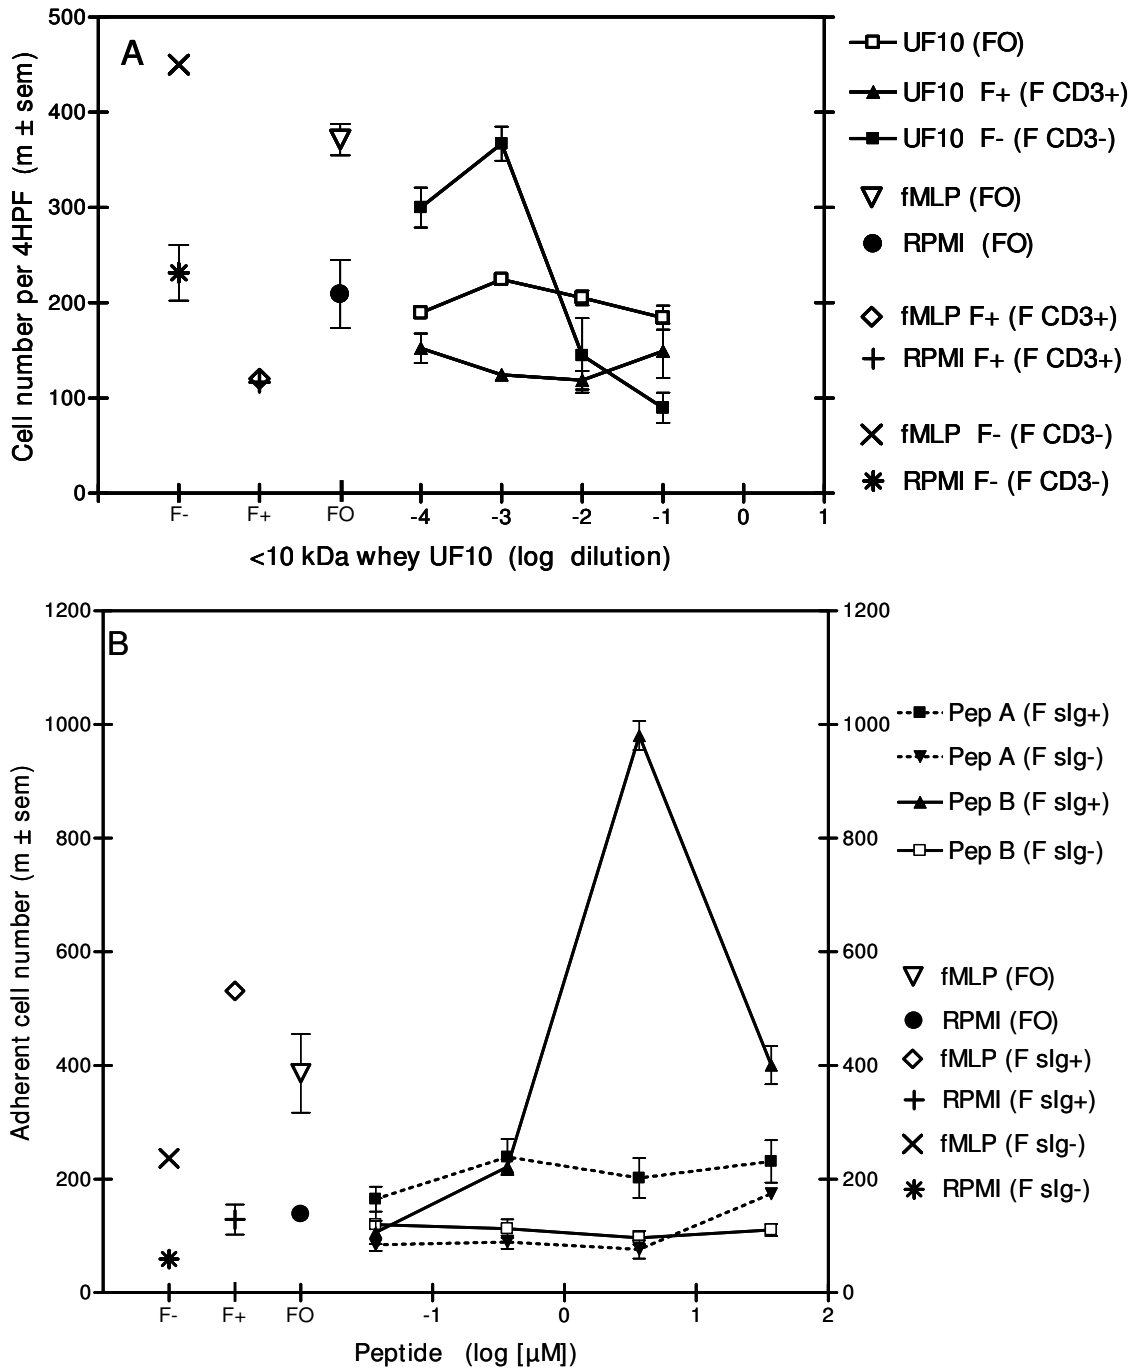 A
500
400
300
200
100
0
Cell number per 4HPF (m ± sem)
F- F+ FO -4 -3 -2 -1 0 1
<10 kDa whey UF10 (log dilution)
UF10 (FO)
UF10 F+ (F CD3+)
UF10 F- (F CD3-)
fMLP (FO)
RPMI (FO)
fMLP F+ (F CD3+)
RPMI F+ (F CD3+)
fMLP F- (F CD3-)
RPMI F- (F CD3-)
B
1200 1200
1000 1000
800 800
600 600
400 400
200 200
0 0
Adherent cell number (m ± sem)
F- F+ FO -1 0 1 2
Peptide (log [µM])
Pep A (F sIg+)
Pep A (F sIg-)
Pep B (F sIg+)
Pep B (F sIg-)
fMLP (FO)
RPMI (FO)
fMLP (F sIg+)
RPMI (F sIg+)
fMLP (F sIg-)
RPMI (F sIg-)